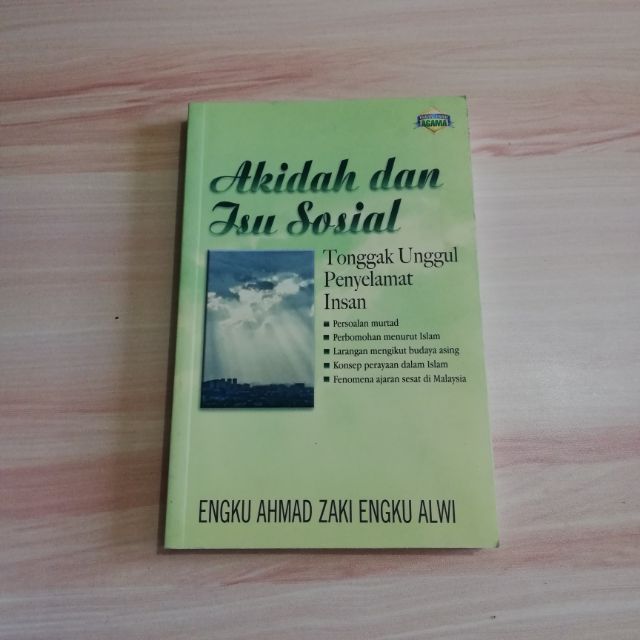 AGAMA
Akidah dan
Isu Sosial
Tonggak Unggul
Penyelamat
Insan
Persoalan murtad
Perbomohan menurut Islam
Larangan mengikut budaya asing
Konsep perayaan dalam Islam
Fenomena ajaran sesat di Malaysia
ENGKU AHMAD ZAKI ENGKU ALWI